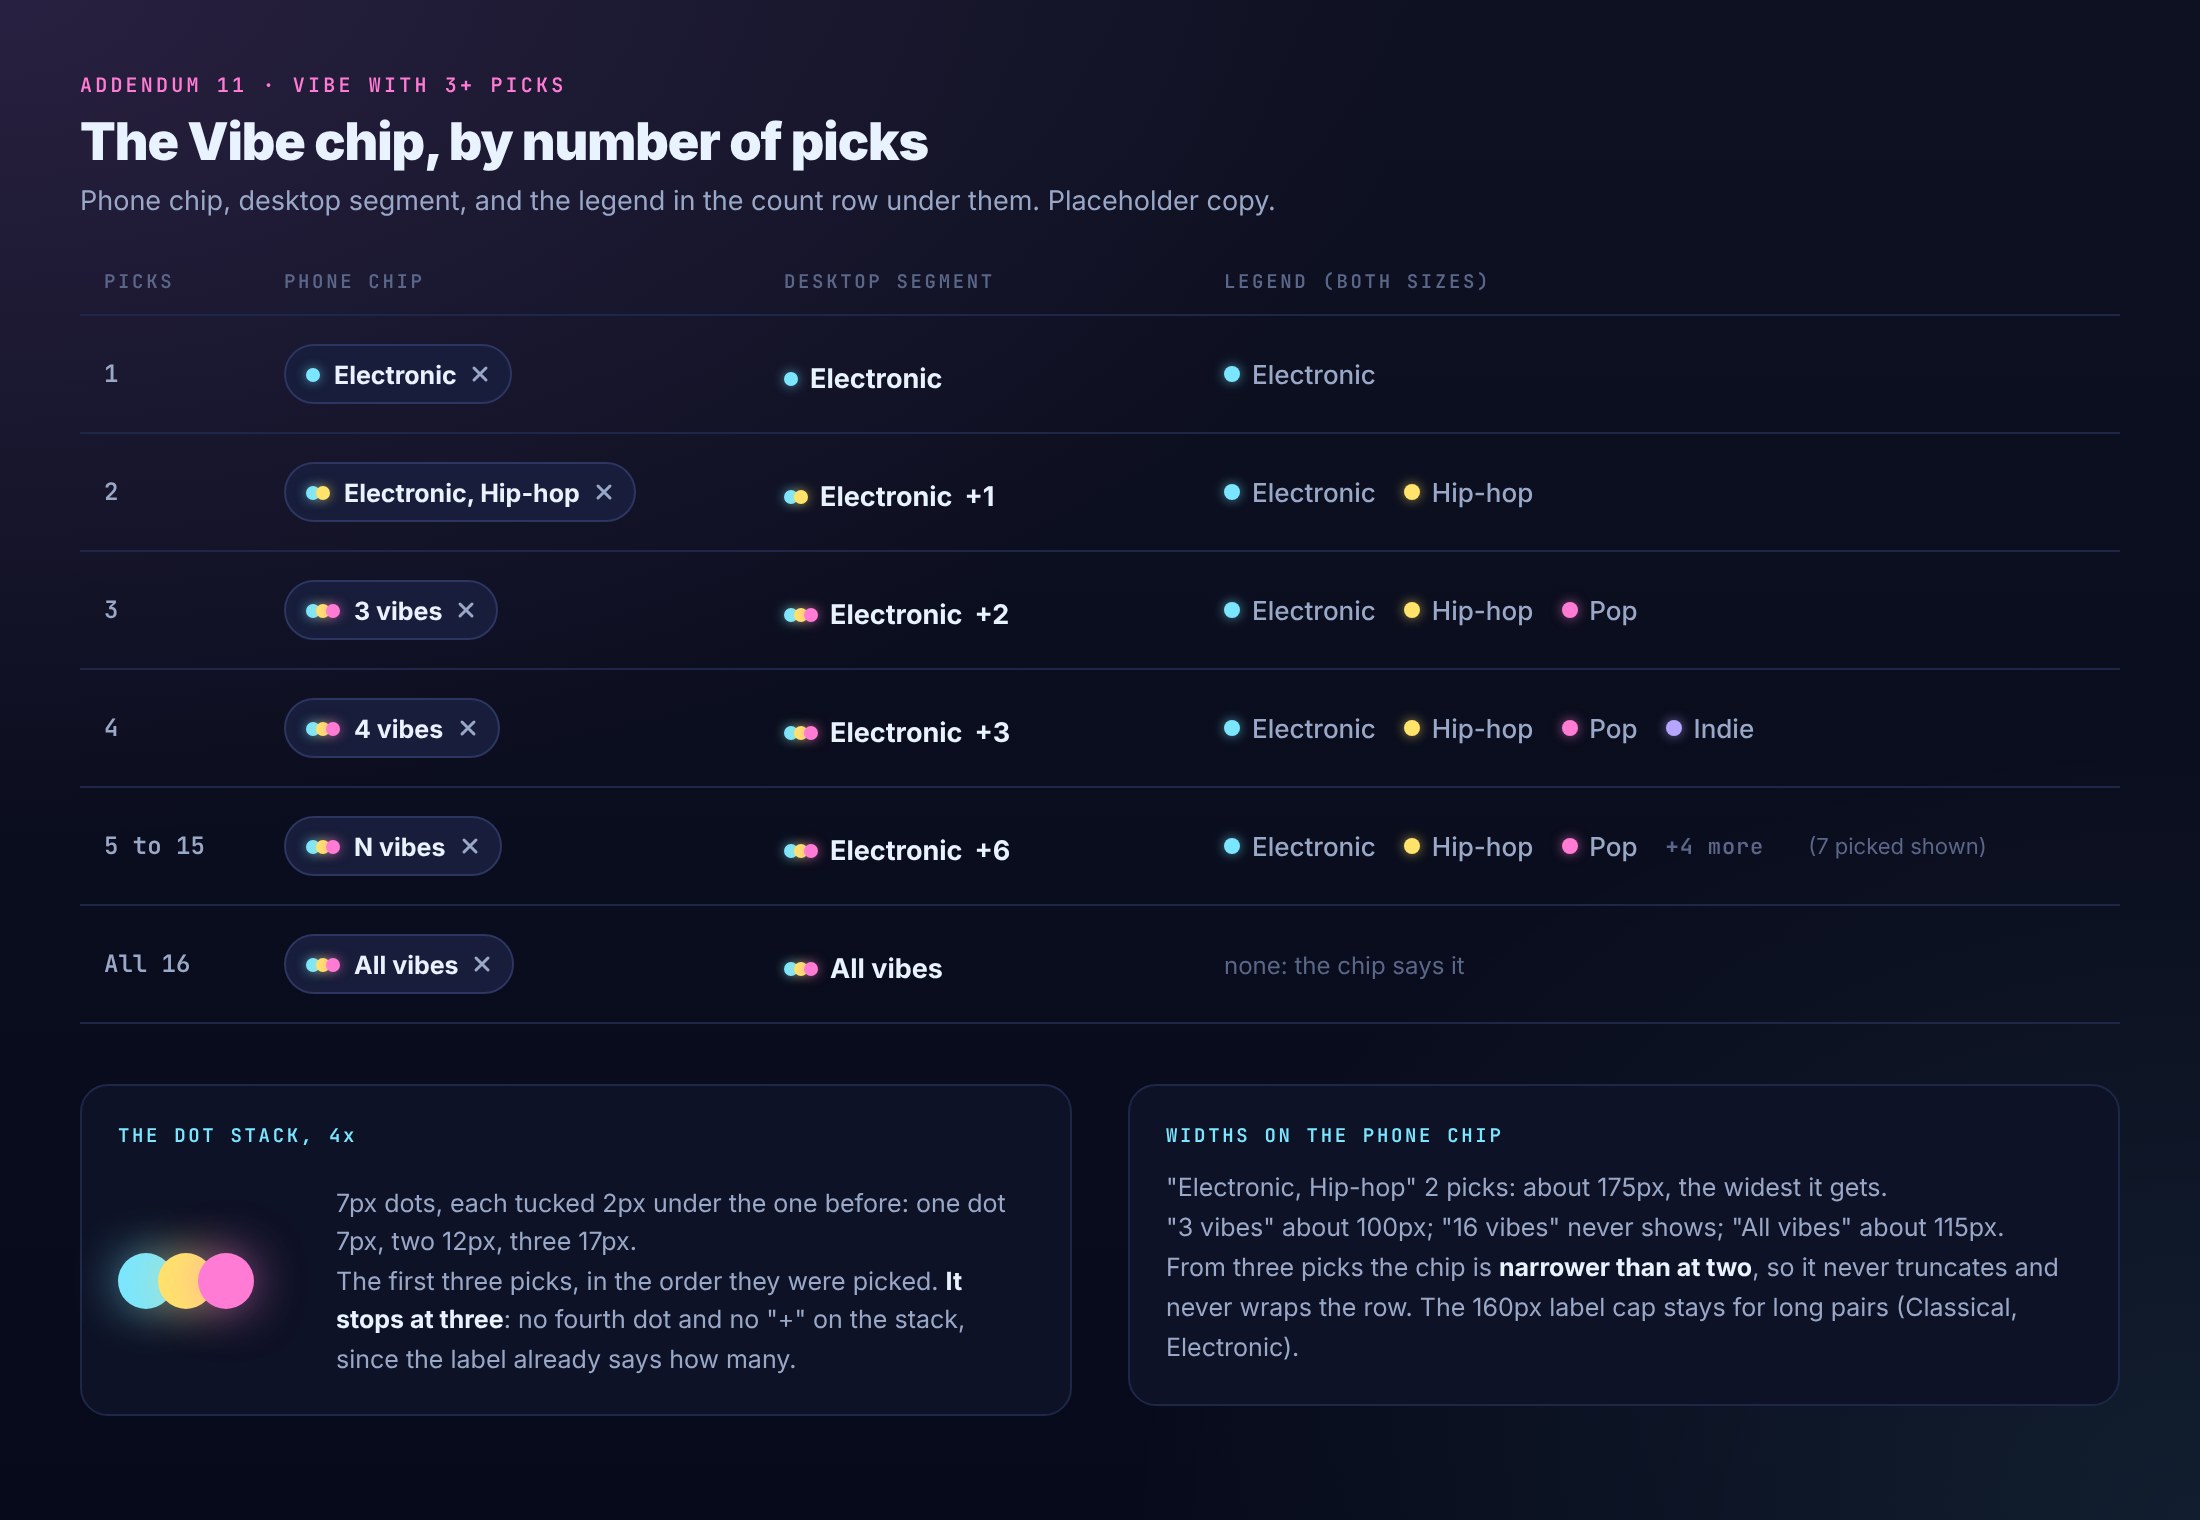 ADDENDUM 11 · VIBE WITH 3+ PICKS
The Vibe chip, by number of picks
Phone chip, desktop segment, and the legend in the count row under them. Placeholder copy.
PICKS PHONE CHIP DESKTOP SEGMENT LEGEND (BOTH SIZES)
1 Electronic ✕ Electronic Electronic
2 Electronic, Hip-hop ✕ Electronic +1 Electronic Hip-hop
3 3 vibes ✕ Electronic +2 Electronic Hip-hop Pop
4 4 vibes ✕ Electronic +3 Electronic Hip-hop Pop Indie
5 to 15 N vibes ✕ Electronic +6 Electronic Hip-hop Pop +4 more (7 picked shown)
All 16 All vibes ✕ All vibes none: the chip says it
THE DOT STACK, 4x
7px dots, each tucked 2px under the one before: one dot
7px, two 12px, three 17px.
The first three picks, in the order they were picked. It
stops at three: no fourth dot and no "+" on the stack,
since the label already says how many.
WIDTHS ON THE PHONE CHIP
"Electronic, Hip-hop" 2 picks: about 175px, the widest it gets.
"3 vibes" about 100px; "16 vibes" never shows; "All vibes" about 115px.
From three picks the chip is narrower than at two, so it never truncates and
never wraps the row. The 160px label cap stays for long pairs (Classical,
Electronic).